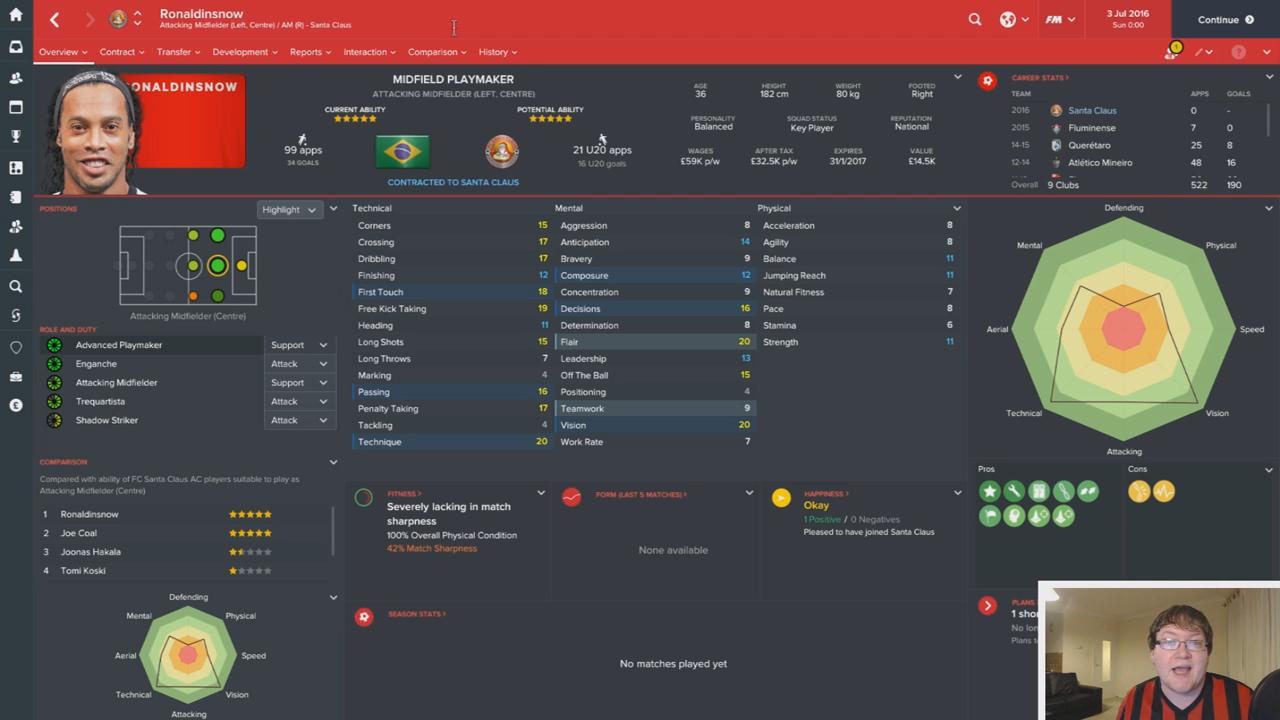 Ronaldinsnow
Attacking Midfielder (Left, Centre) / AM (R) - Santa Claus
FM
3 Jul 2016
Sun 0:00
Continue
Overview
Contract
Transfer
Development
Reports
Interaction
Comparison
History
1
?
ONALDINSNOW
MIDFIELD PLAYMAKER
ATTACKING MIDFIELDER (LEFT, CENTRE)
CURRENT ABILITY
POTENTIAL ABILITY
99 apps
34 GOALS
21 U20 apps
16 U20 goals
CONTRACTED TO SANTA CLAUS
AGE
36
HEIGHT
182 cm
WEIGHT
80 kg
FOOTED
Right
PERSONALITY
Balanced
SQUAD STATUS
Key Player
REPUTATION
National
WAGES
£59K p/w
AFTER TAX
£32.5K p/w
EXPIRES
31/1/2017
VALUE
£14.5K
CAREER STATS >
TEAM APPS GOALS
2016 Santa Claus 0 -
2015 Fluminense 7 0
14-15 Querétaro 25 8
12-14 Atlético Mineiro 48 16
Overall 9 Clubs 522 190
POSITIONS
Highlight
Attacking Midfielder (Centre)
ROLE AND DUTY
Advanced Playmaker Support
Enganche Attack
Attacking Midfielder Support
Trequartista Attack
Shadow Striker Attack
COMPARISON
Compared with ability of FC Santa Claus AC players suitable to play as
Attacking Midfielder (Centre)
1 Ronaldinsnow
2 Joe Coal
3 Joonas Hakala
4 Tomi Koski
Defending
Mental
Physical
Aerial
Speed
Technical
Vision
Attacking
Technical
Corners 15
Crossing 17
Dribbling 17
Finishing 12
First Touch 18
Free Kick Taking 19
Heading 11
Long Shots 15
Long Throws 7
Marking 4
Passing 16
Penalty Taking 17
Tackling 4
Technique 20
Mental
Aggression 8
Anticipation 14
Bravery 9
Composure 12
Concentration 9
Decisions 16
Determination 8
Flair 20
Leadership 13
Off The Ball 15
Positioning 4
Teamwork 9
Vision 20
Work Rate 7
Physical
Acceleration 8
Agility 8
Balance 11
Jumping Reach 11
Natural Fitness 7
Pace 8
Stamina 6
Strength 11
Defending
Mental
Physical
Aerial
Speed
Technical
Vision
Attacking
FITNESS >
Severely lacking in match
sharpness
100% Overall Physical Condition
42% Match Sharpness
FORM (LAST 5 MATCHES) >
None available
HAPPINESS >
Okay
1 Positive / 0 Negatives
Pleased to have joined Santa Claus
SEASON STATS >
No matches played yet
Pros
Cons
PLANS
1 shor
No lon
Plans to